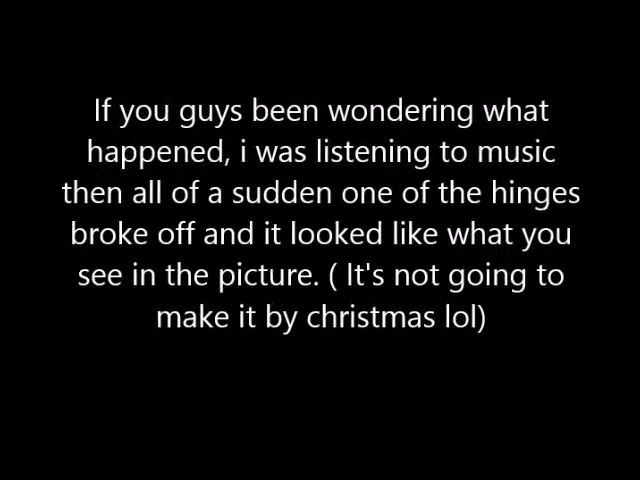 If you guys been wondering what
happened, i was listening to music
then all of a sudden one of the hinges
broke off and it looked like what you
see in the picture. ( It's not going to
make it by christmas lol)